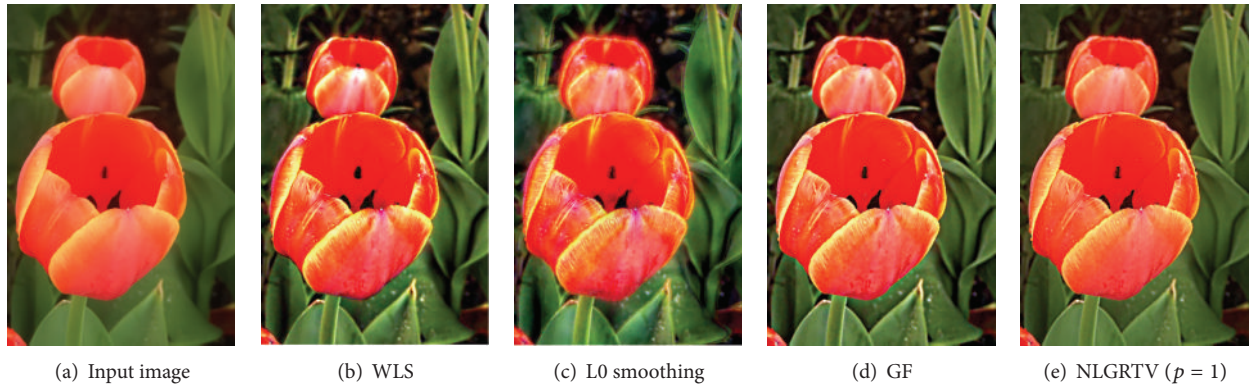 (a) Input image
(b) WLS
(c) L0 smoothing
(d) GF
(e) NLGRTV (p = 1)